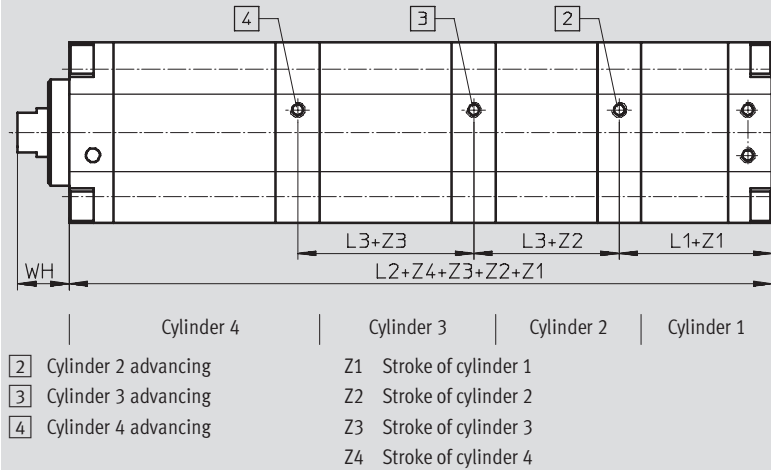 4 3 2
L3+Z3 L3+Z2 L1+Z1
WH L2+Z4+Z3+Z2+Z1
Cylinder 4 Cylinder 3 Cylinder 2 Cylinder 1
2 Cylinder 2 advancing Z1 Stroke of cylinder 1
3 Cylinder 3 advancing Z2 Stroke of cylinder 2
4 Cylinder 4 advancing Z3 Stroke of cylinder 3
Z4 Stroke of cylinder 4